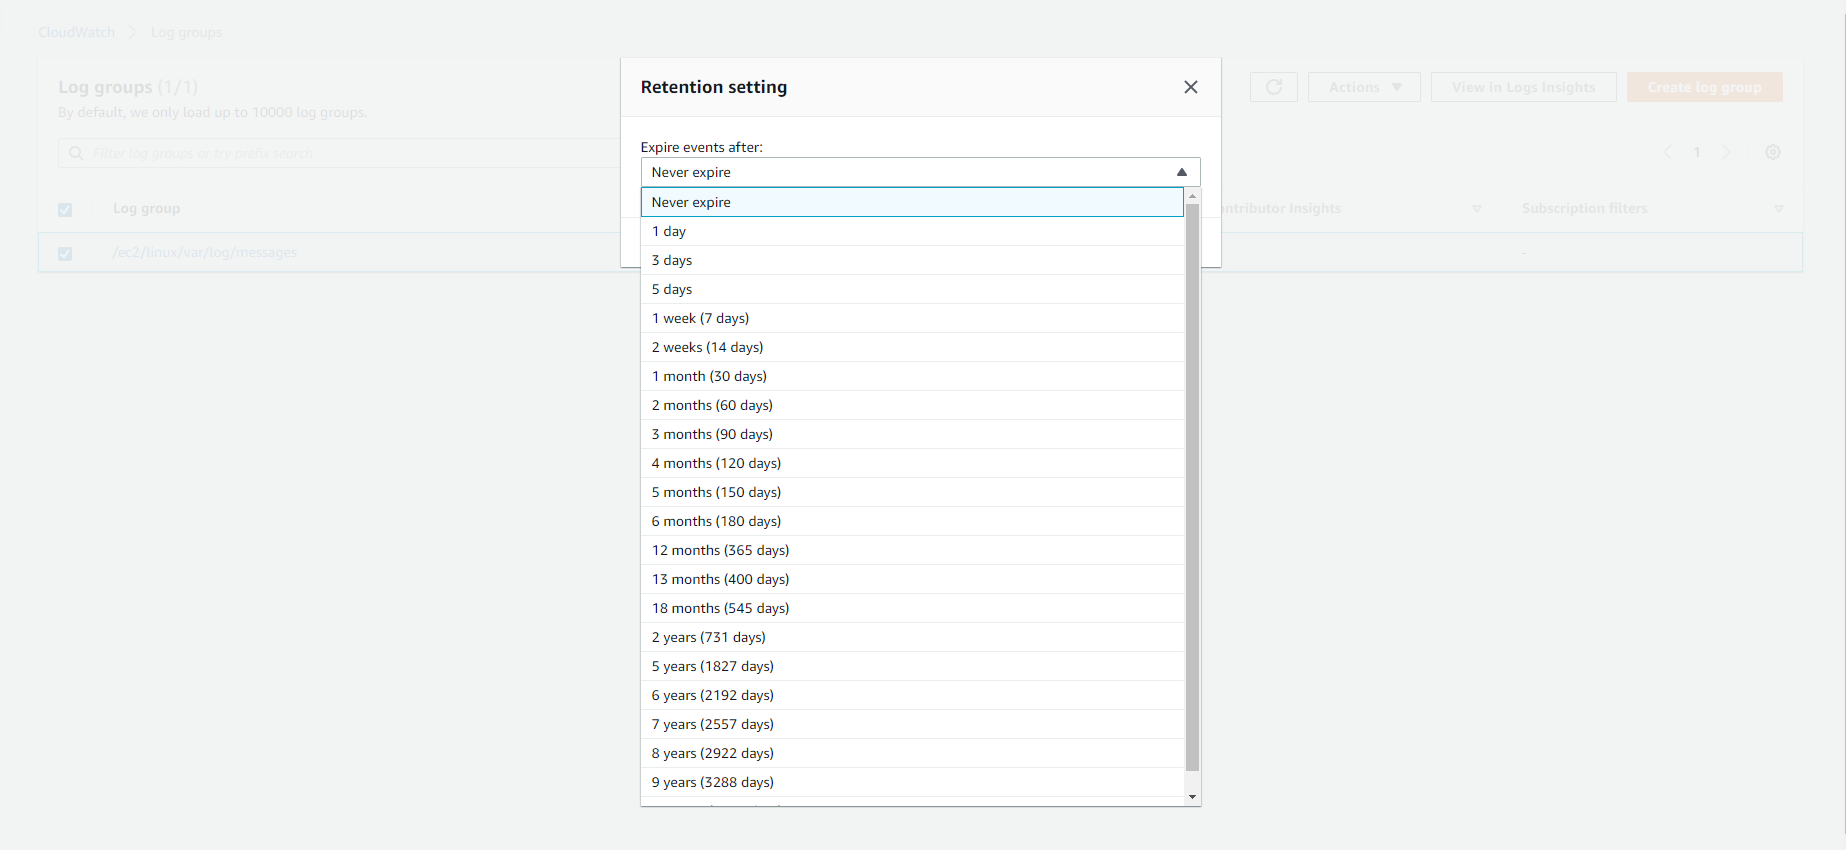 CloudWatch > Log groups
Log groups (1/1)
By default, we only load up to 10000 log groups.
Actions
View in Logs Insights
Create log group
Filter log groups or try prefix search
1
Log group
ntributor Insights
Subscription filters
/ec2/linux/var/log/messages
-
Retention setting
Expire events after:
Never expire
Never expire
1 day
3 days
5 days
1 week (7 days)
2 weeks (14 days)
1 month (30 days)
2 months (60 days)
3 months (90 days)
4 months (120 days)
5 months (150 days)
6 months (180 days)
12 months (365 days)
13 months (400 days)
18 months (545 days)
2 years (731 days)
5 years (1827 days)
6 years (2192 days)
7 years (2557 days)
8 years (2922 days)
9 years (3288 days)